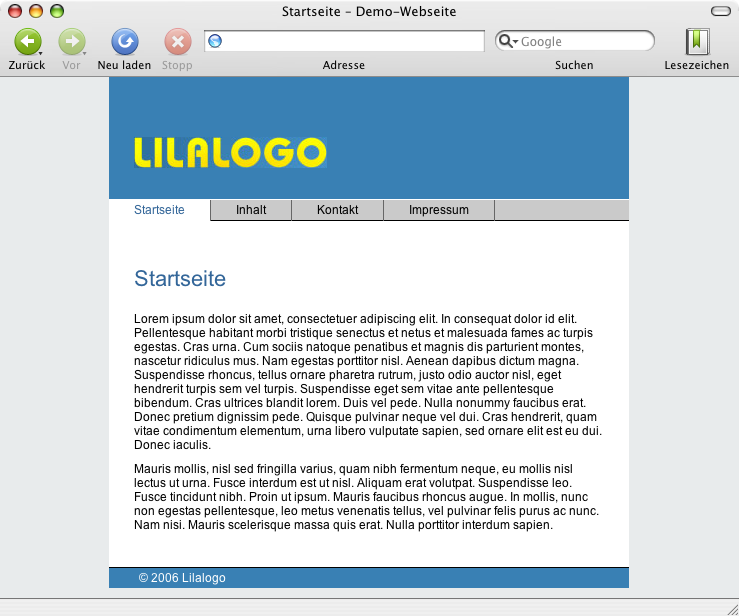 Startseite – Demo-Webseite
Zurück Vor Neu laden Stopp Adresse Google Suchen Lesezeichen
LILALOGO
Startseite Inhalt Kontakt Impressum
Startseite
Lorem ipsum dolor sit amet, consectetuer adipiscing elit. In consequat dolor id elit.
Pellentesque habitant morbi tristique senectus et netus et malesuada fames ac turpis
egestas. Cras urna. Cum sociis natoque penatibus et magnis dis parturient montes,
nascetur ridiculus mus. Nam egestas porttitor nisl. Aenean dapibus dictum magna.
Suspendisse rhoncus, tellus ornare pharetra rutrum, justo odio auctor nisl, eget
hendrerit turpis sem vel turpis. Suspendisse eget sem vitae ante pellentesque
bibendum. Cras ultrices blandit lorem. Duis vel pede. Nulla nonummy faucibus erat.
Donec pretium dignissim pede. Quisque pulvinar neque vel dui. Cras hendrerit, quam
vitae condimentum elementum, urna libero vulputate sapien, sed ornare elit est eu dui.
Donec iaculis.
Mauris mollis, nisl sed fringilla varius, quam nibh fermentum neque, eu mollis nisl
lectus ut urna. Fusce interdum est ut nisl. Aliquam erat volutpat. Suspendisse leo.
Fusce tincidunt nibh. Proin ut ipsum. Mauris faucibus rhoncus augue. In mollis, nunc
non egestas pellentesque, leo metus venenatis tellus, vel pulvinar felis purus ac nunc.
Nam nisi. Mauris scelerisque massa quis erat. Nulla porttitor interdum sapien.
© 2006 Lilalogo